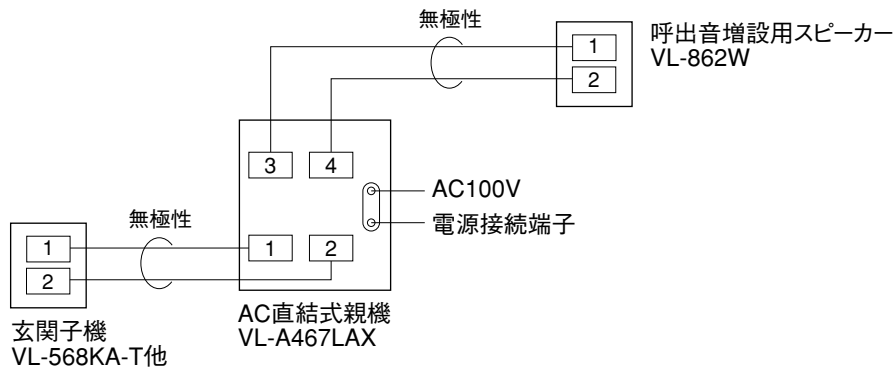 無極性
1
2
呼出音増設用スピーカー
VL-862W
3
4
AC100V
電源接続端子
無極性
1
2
1
2
玄関子機
VL-568KA-T他
AC直結式親機
VL-A467LAX